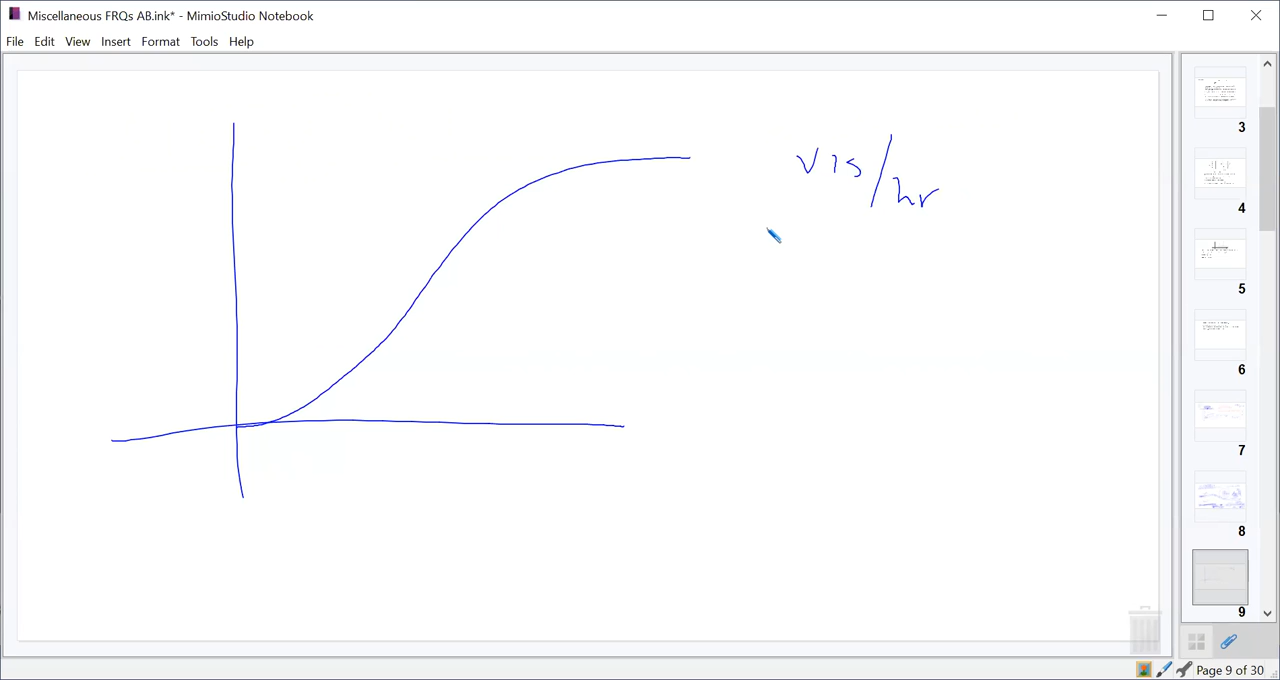 Miscellaneous FRQs AB.ink* - MimioStudio Notebook
File Edit View Insert Format Tools Help
vis/hr
3
4
5
6
7
8
9
Page 9 of 30